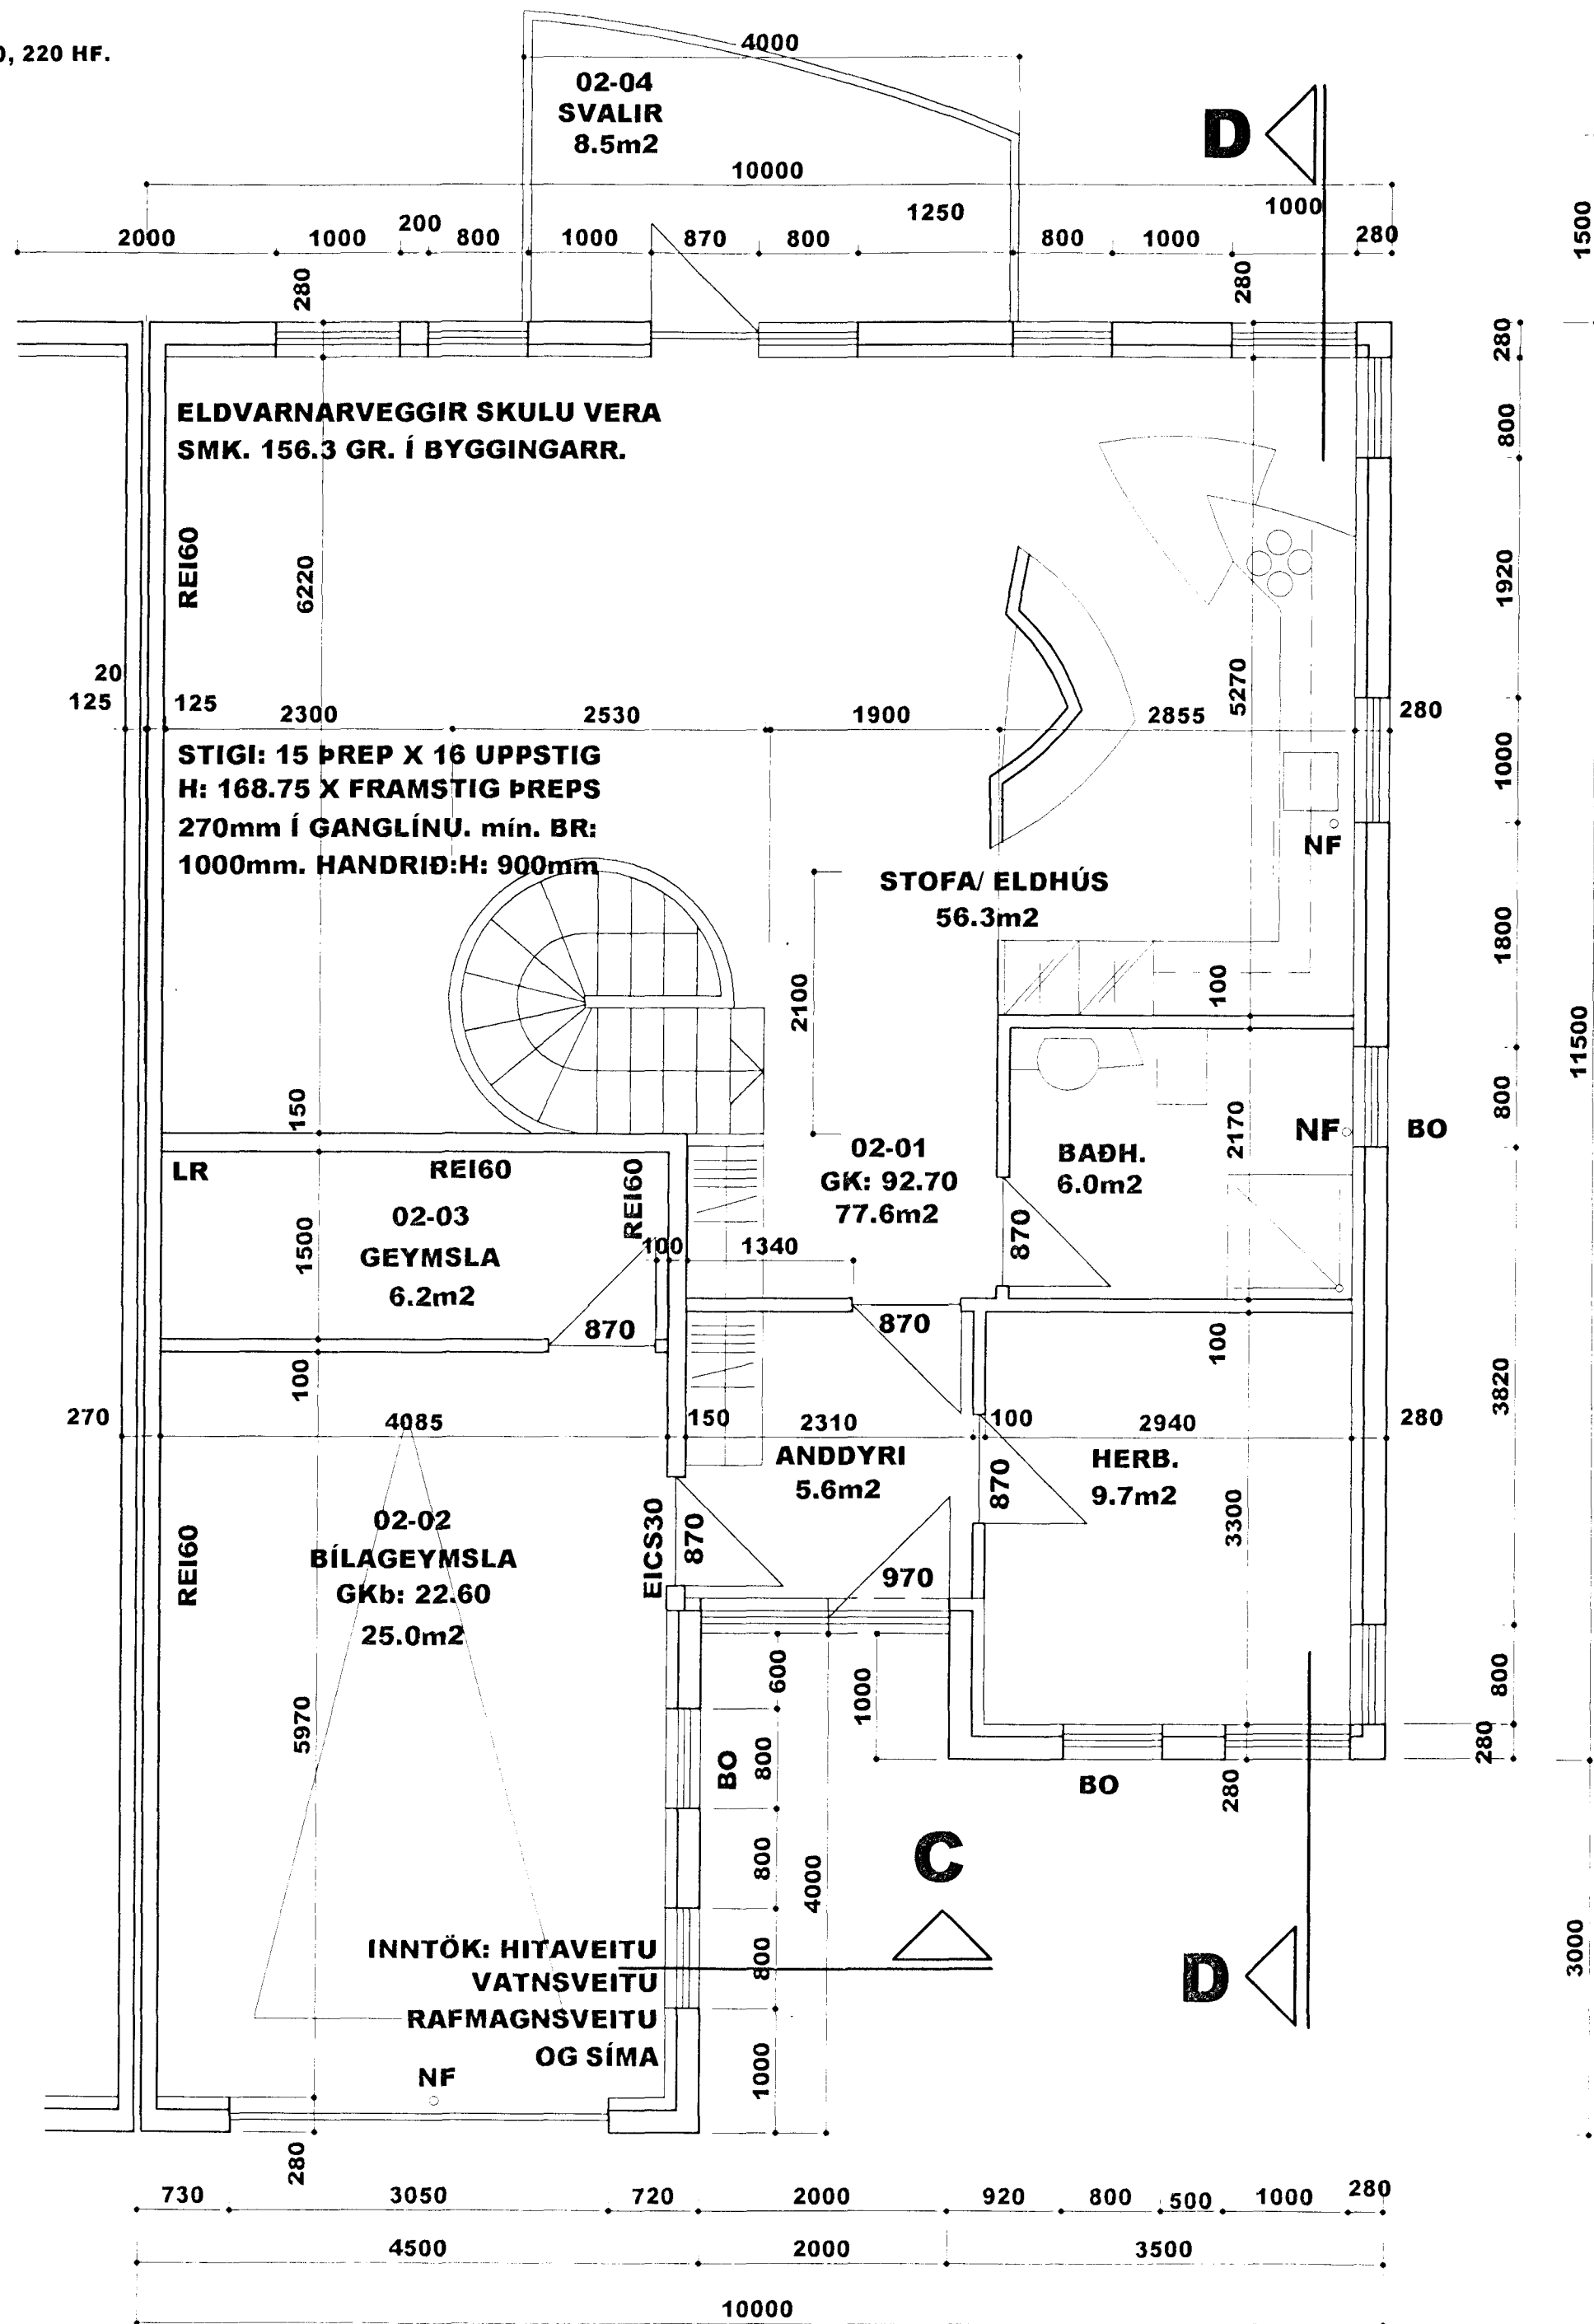 0, 220 HF.
4000
02-04
SVALIR
8.5m2
D
10000
1250
1000
2000
1000
200
800
1000
870
800
800
1000
280
1500
280
280
280
ELDVARNARVEGGIR SKULU VERA
SMK. 156.3 GR. Í BYGGINGARR.
800
REI60
6220
1920
20
125
125
2300
2530
1900
2855
5270
280
STIGI: 15 ÞREP X 16 UPPSTIG
H: 168.75 X FRAMSTIG ÞREPS
270mm Í GANGLÍNU. mín. BR:
1000mm. HANDRIÐ:H: 900mm
1000
NF
STOFA/ ELDHÚS
56.3m2
1800
2100
100
11500
150
800
2170
NF
BO
02-01
GK: 92.70
77.6m2
BAÐH.
6.0m2
LR
REI60
REI60
02-03
GEYMSLA
6.2m2
1500
100
1340
870
870
870
100
100
3820
270
4085
150
2310
100
2940
280
ANDDYRI
5.6m2
HERB.
9.7m2
870
3300
02-02
BÍLAGEYMSLA
GKb: 22.60
25.0m2
REI60
EICS30
870
970
600
1000
800
5970
BO
800
280
BO
280
800
4000
C
INNTÖK: HITAVEITU
VATNSVEITU
RAFMAGNSVEITU
OG SÍMA
800
D
3000
1000
NF
280
730
3050
720
2000
920
800
500
1000
280
4500
2000
3500
10000